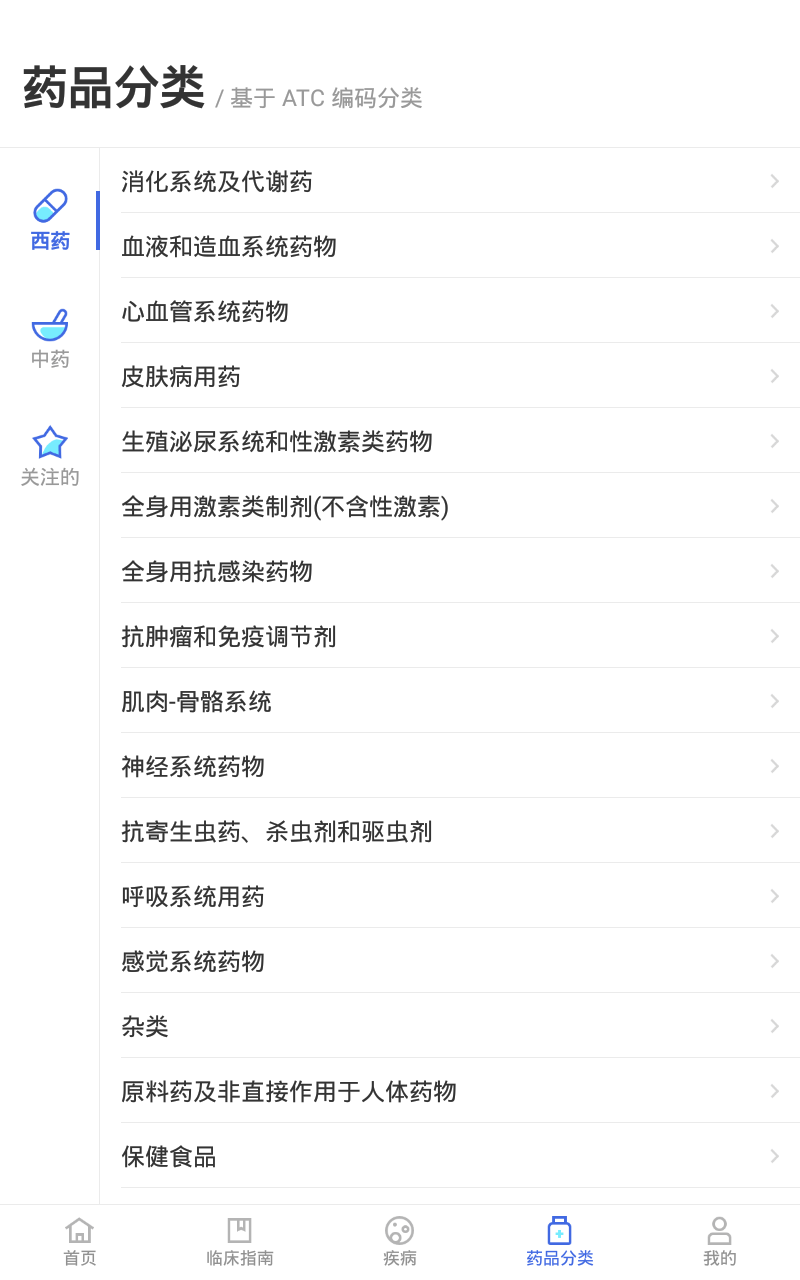 药品分类 / 基于 ATC 编码分类
西药
中药
关注的
消化系统及代谢药
血液和造血系统药物
心血管系统药物
皮肤病用药
生殖泌尿系统和性激素类药物
全身用激素类制剂(不含性激素)
全身用抗感染药物
抗肿瘤和免疫调节剂
肌肉-骨骼系统
神经系统药物
抗寄生虫药、杀虫剂和驱虫剂
呼吸系统用药
感觉系统药物
杂类
原料药及非直接作用于人体药物
保健食品
首页
临床指南
疾病
药品分类
我的